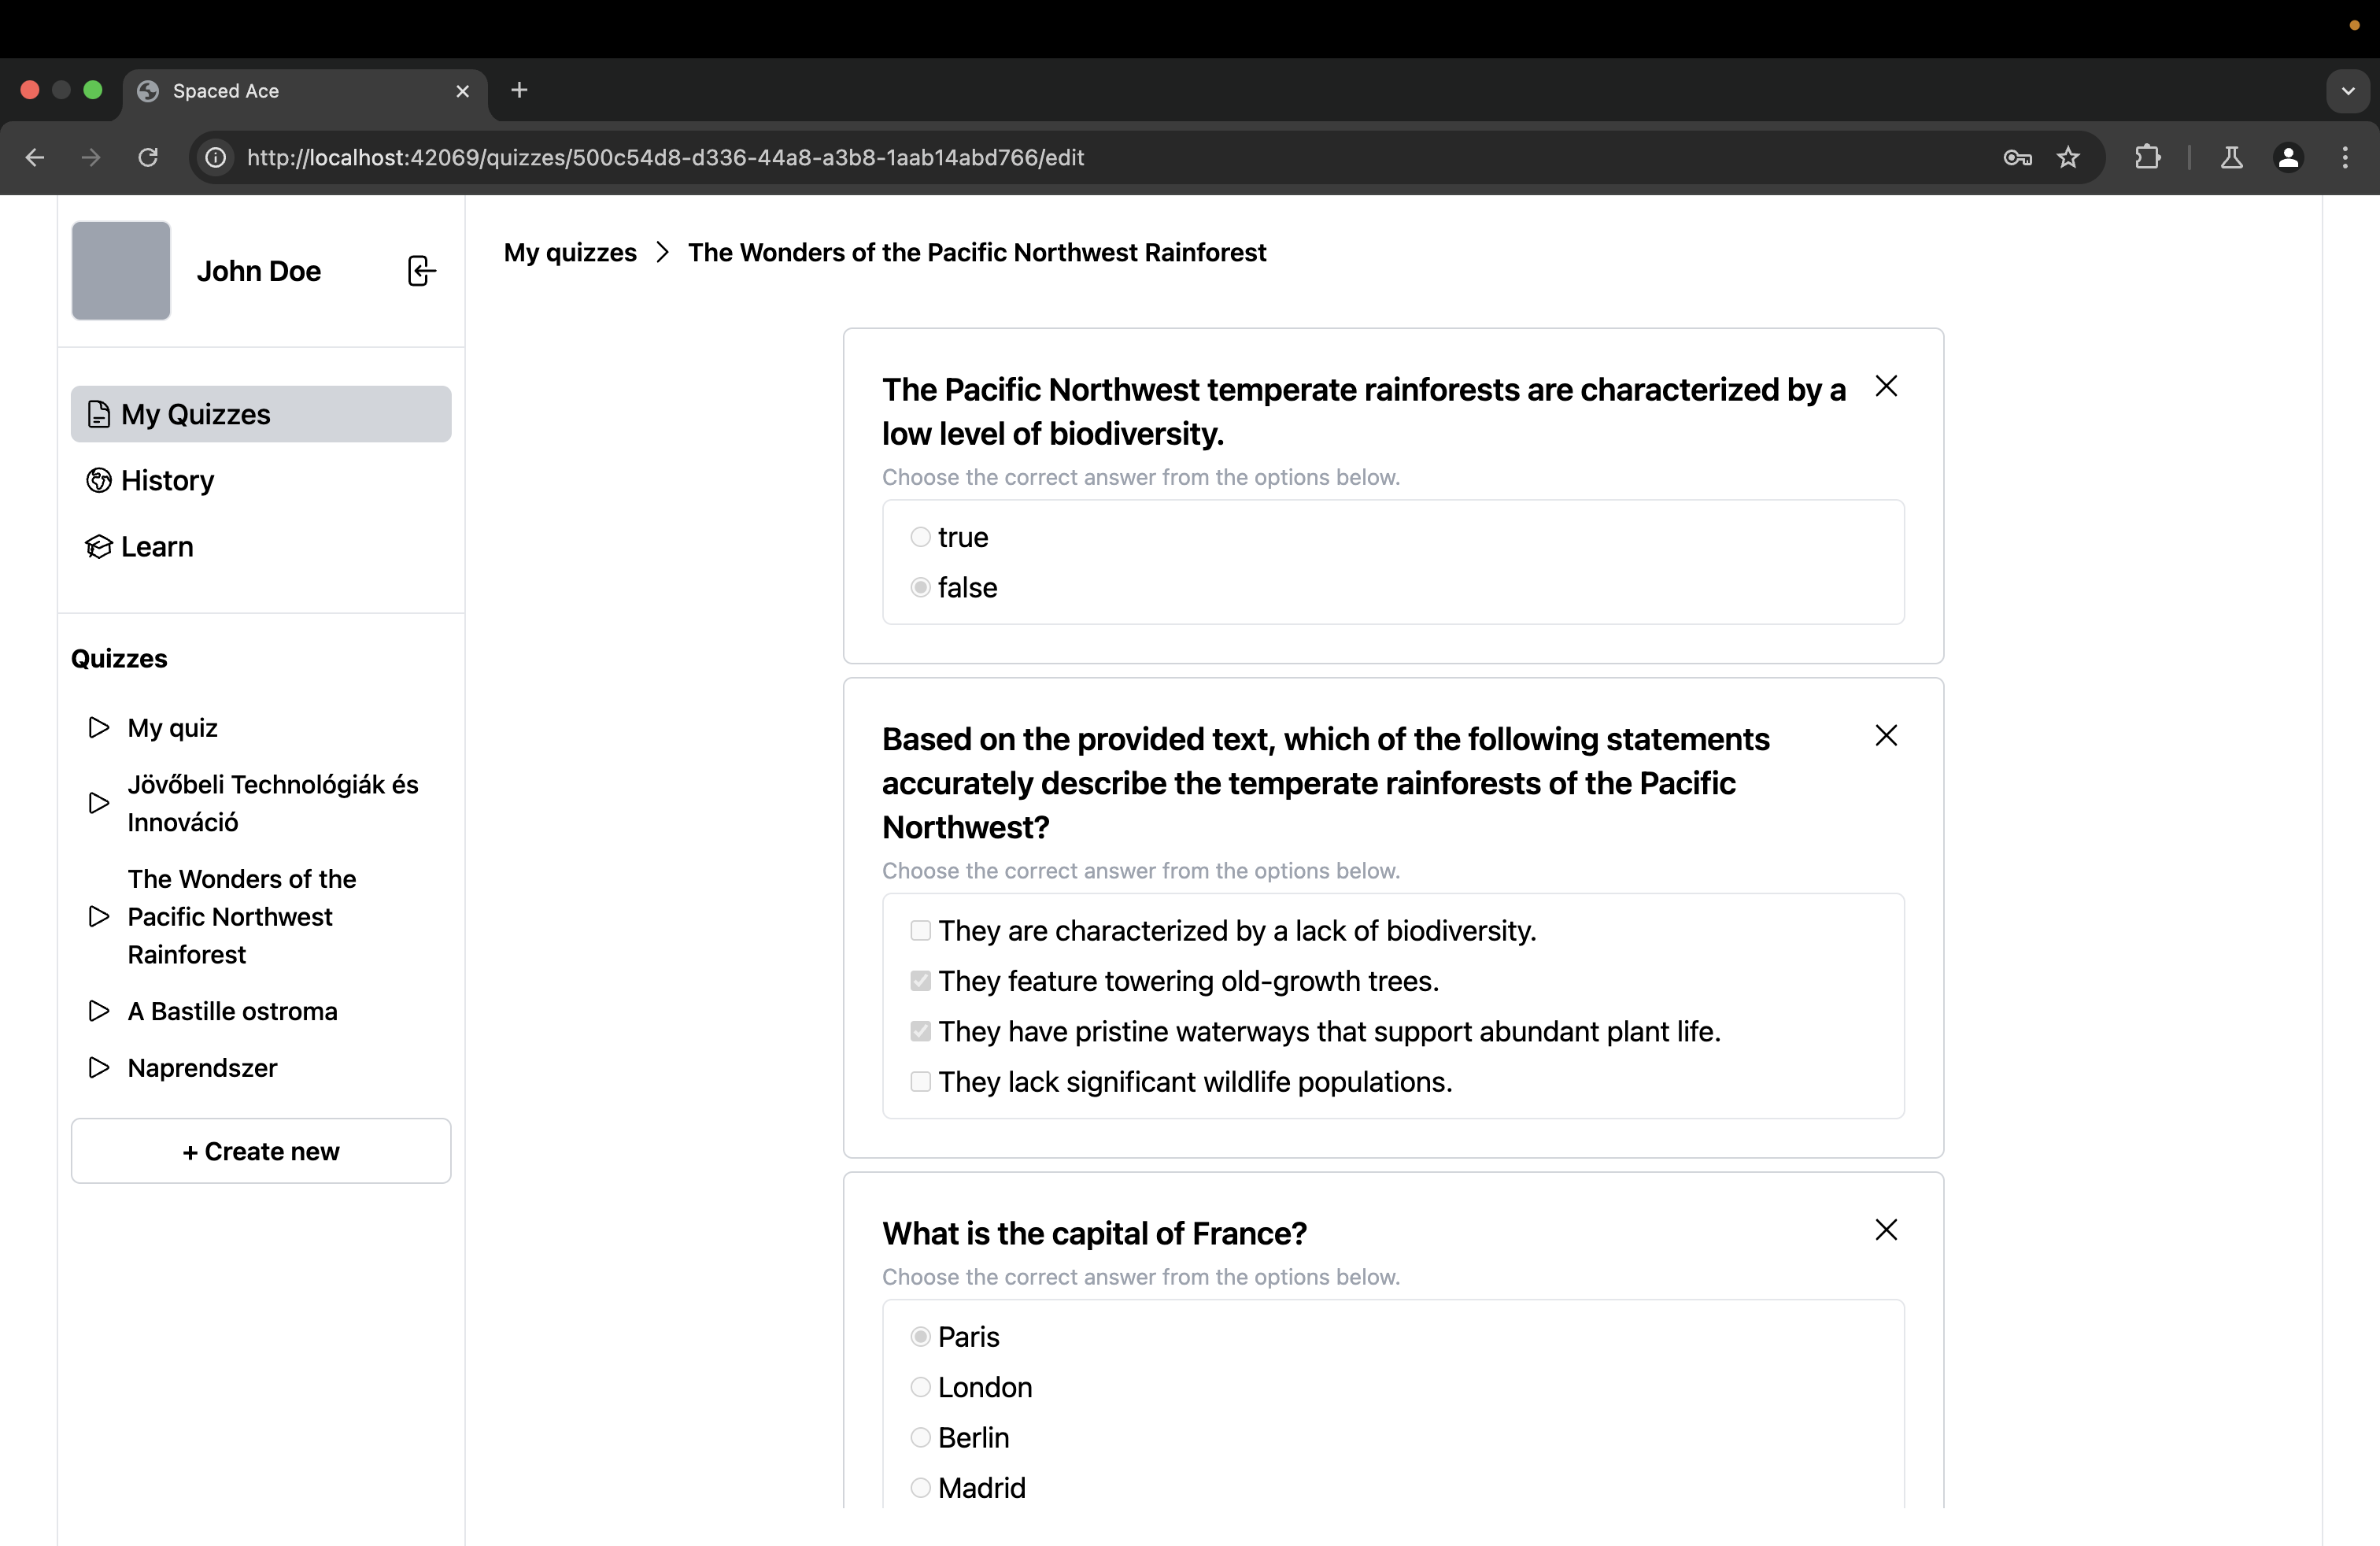 Spaced Ace
http://localhost:42069/quizzes/500c54d8-d336-44a8-a3b8-1aab14abd766/edit
John Doe
My Quizzes
History
Learn
Quizzes
My quiz
Jövőbeli Technológiák és
Innováció
The Wonders of the
Pacific Northwest
Rainforest
A Bastille ostroma
Naprendszer
+ Create new
My quizzes > The Wonders of the Pacific Northwest Rainforest
The Pacific Northwest temperate rainforests are characterized by a
low level of biodiversity.
Choose the correct answer from the options below.
true
false
Based on the provided text, which of the following statements
accurately describe the temperate rainforests of the Pacific
Northwest?
Choose the correct answer from the options below.
They are characterized by a lack of biodiversity.
They feature towering old-growth trees.
They have pristine waterways that support abundant plant life.
They lack significant wildlife populations.
What is the capital of France?
Choose the correct answer from the options below.
Paris
London
Berlin
Madrid